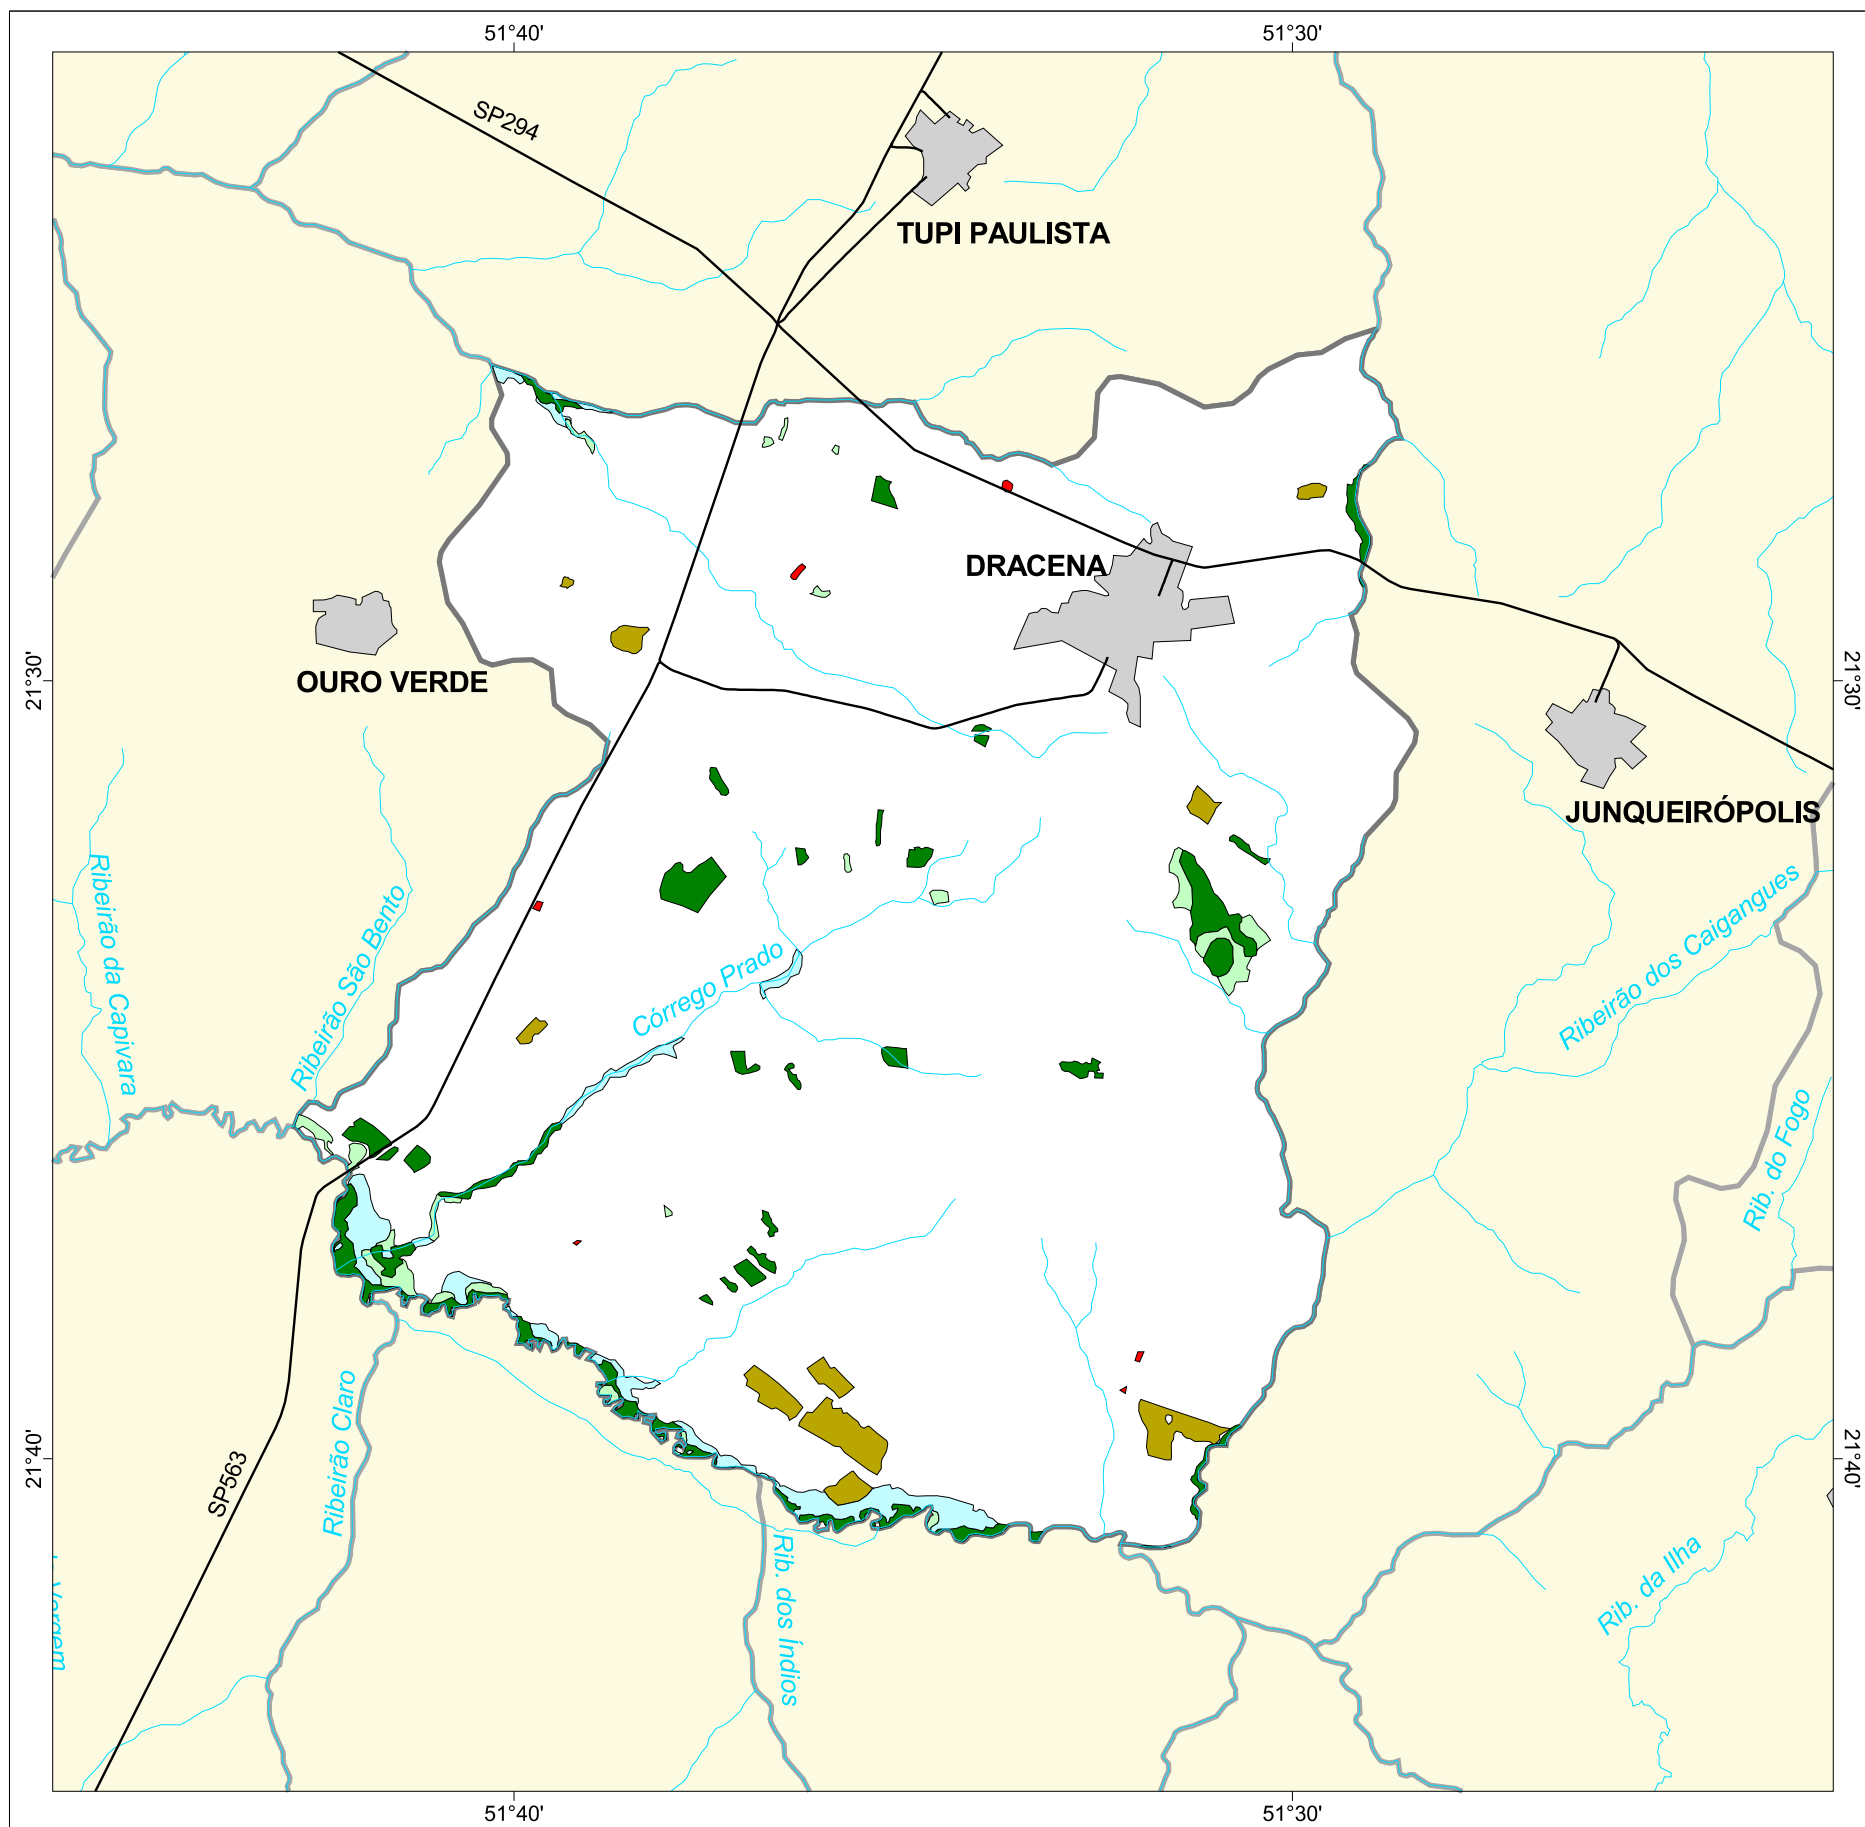 51°40'
51°30'
SP294
TUPI PAULISTA
DRACENA
OURO VERDE
21°30'
21°30'
JUNQUEIRÓPOLIS
Ribeirão da Capivara
Ribeirão São Bento
Córrego Prado
Ribeirão dos Caigangues
Rib. do Fogo
Ribeirão Claro
SP563
21°40'
21°40'
Rib. dos Índios
Rib. da Ilha
Vargem
51°40'
51°30'